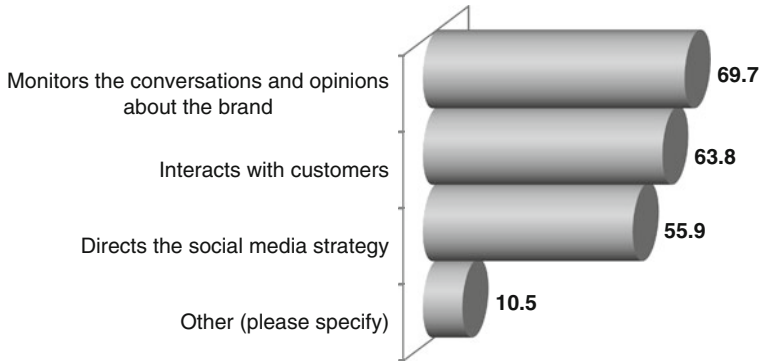 Monitors the conversations and opinions
about the brand
69.7
Interacts with customers
63.8
Directs the social media strategy
55.9
Other (please specify)
10.5